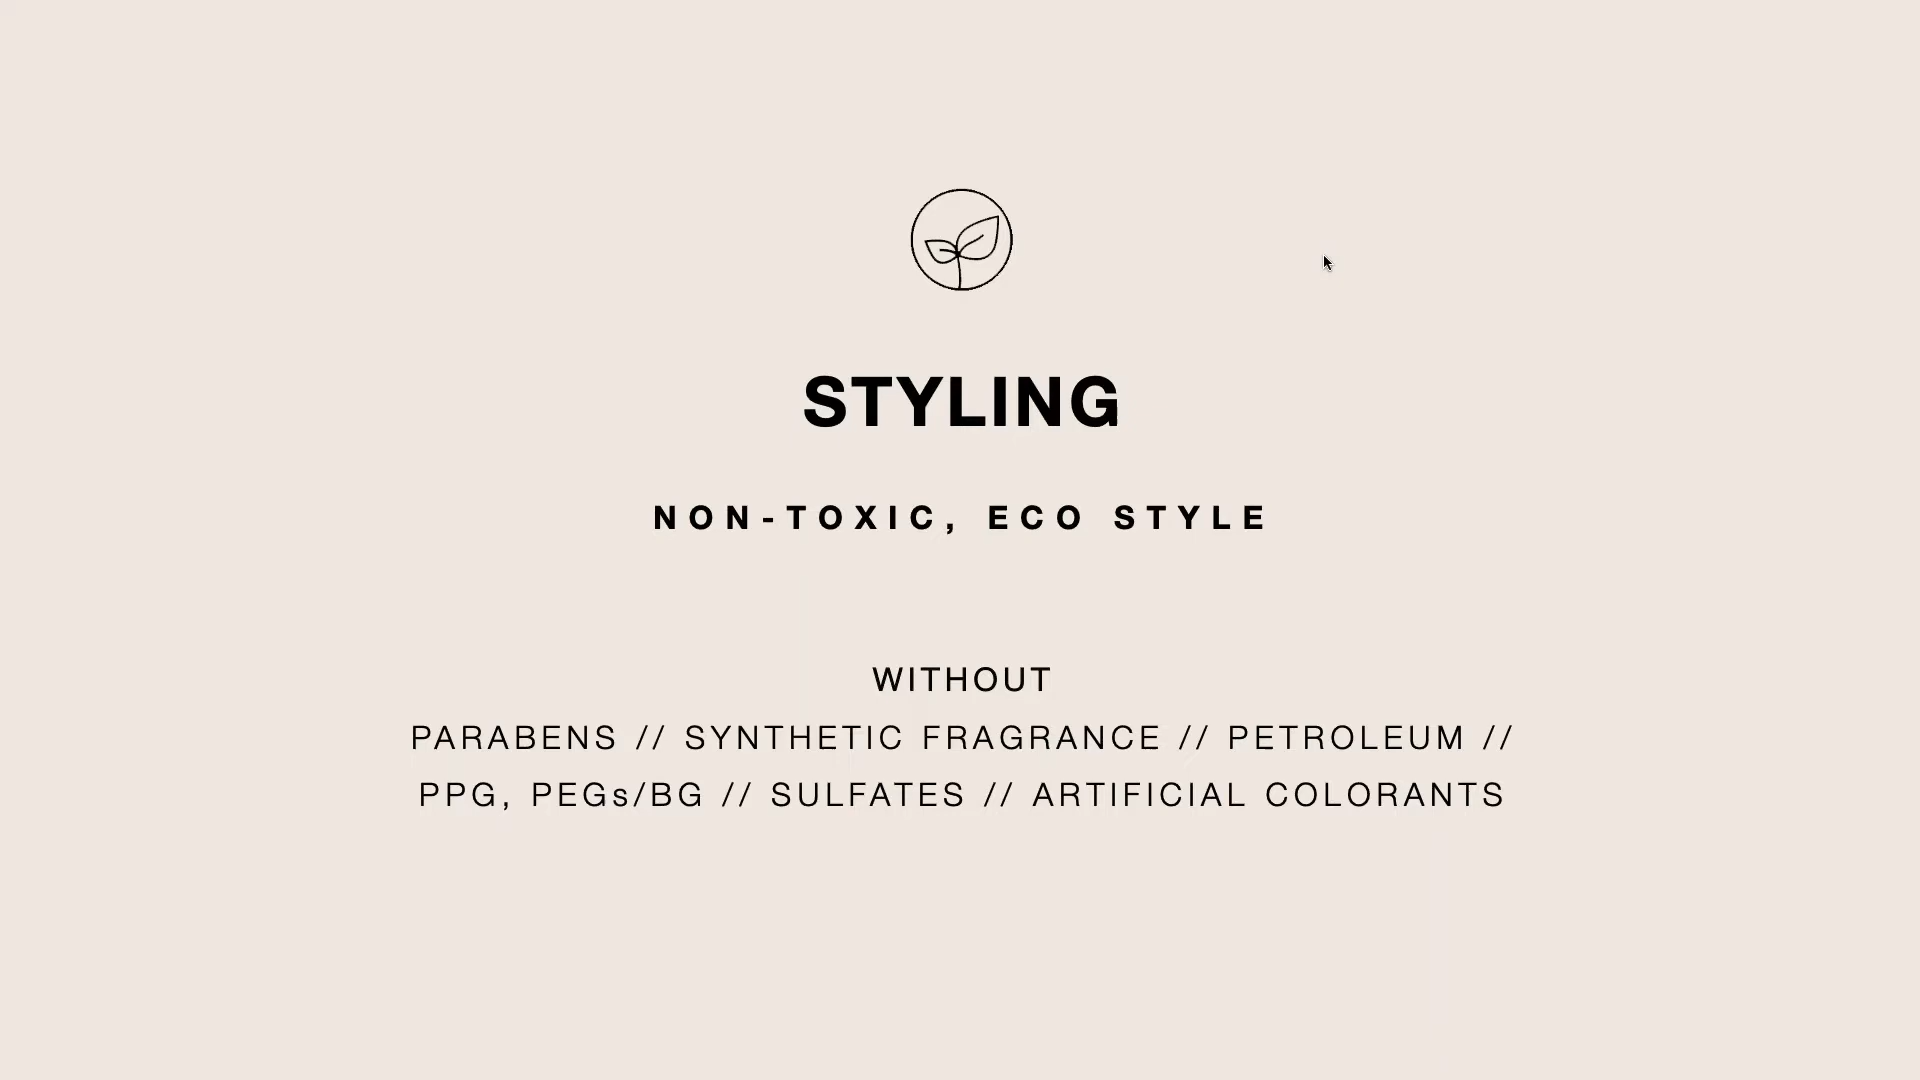 STYLING
NON-TOXIC, ECO STYLE
WITHOUT
PARABENS // SYNTHETIC FRAGRANCE // PETROLEUM //
PPG, PEGs/BG // SULFATES // ARTIFICIAL COLORANTS